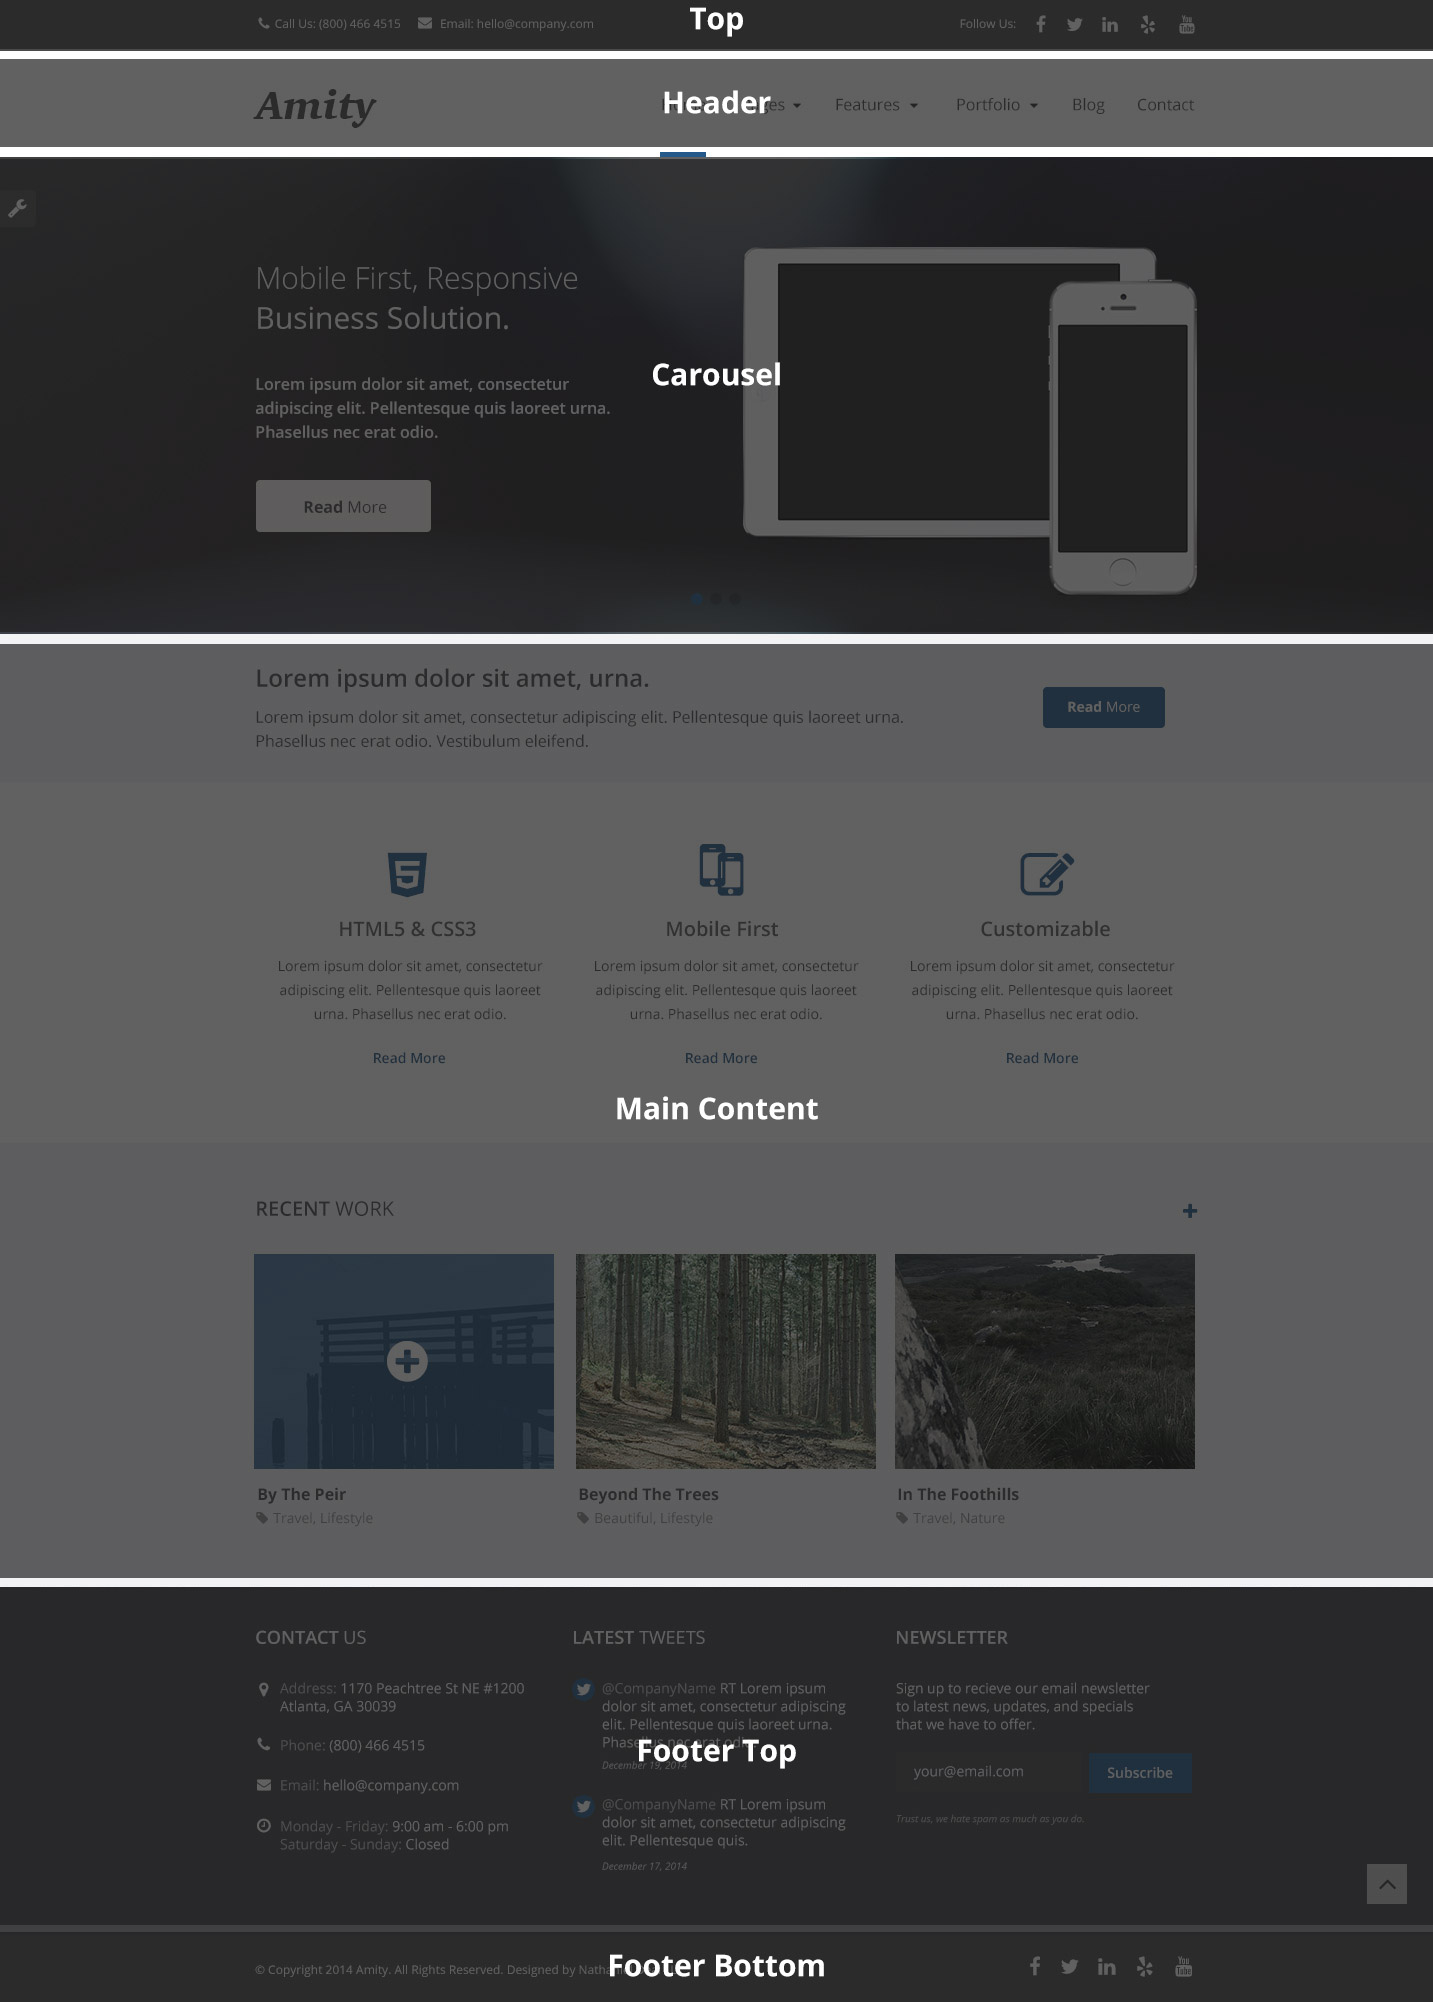 Call Us: (800) 466 4515 Email: hello@company.com Top Follow Us:
Amity Header Features Portfolio Blog Contact
Mobile First, Responsive
Business Solution.
Carousel
Lorem ipsum dolor sit amet, consectetur
adipiscing elit. Pellentesque quis laoreet urna.
Phasellus nec erat odio.
Read More
Lorem ipsum dolor sit amet, urna.
Lorem ipsum dolor sit amet, consectetur adipiscing elit. Pellentesque quis laoreet urna.
Phasellus nec erat odio. Vestibulum eleifend.
Read More
HTML5 & CSS3
Lorem ipsum dolor sit amet, consectetur
adipiscing elit. Pellentesque quis laoreet
urna. Phasellus nec erat odio.
Read More
Mobile First
Lorem ipsum dolor sit amet, consectetur
adipiscing elit. Pellentesque quis laoreet
urna. Phasellus nec erat odio.
Read More
Customizable
Lorem ipsum dolor sit amet, consectetur
adipiscing elit. Pellentesque quis laoreet
urna. Phasellus nec erat odio.
Read More
Main Content
RECENT WORK
By The Peir
Travel, Lifestyle
Beyond The Trees
Beautiful, Lifestyle
In The Foothills
Travel, Nature
CONTACT US
Address: 1170 Peachtree St NE #1200
Atlanta, GA 30039
Phone: (800) 466 4515
Email: hello@company.com
Monday - Friday: 9:00 am - 6:00 pm
Saturday - Sunday: Closed
LATEST TWEETS
@CompanyName RT Lorem ipsum
dolor sit amet, consectetur adipiscing
elit. Pellentesque quis laoreet urna.
Phasellus nec erat odio.
Footer Top
December 19, 2014
@CompanyName RT Lorem ipsum
dolor sit amet, consectetur adipiscing
elit. Pellentesque quis.
December 17, 2014
NEWSLETTER
Sign up to recieve our email newsletter
to latest news, updates, and specials
that we have to offer.
your@email.com Subscribe
Trust us, we hate spam as much as you do.
© Copyright 2014 Amity. All Rights Reserved. Designed by Footer Bottom
You
Tube